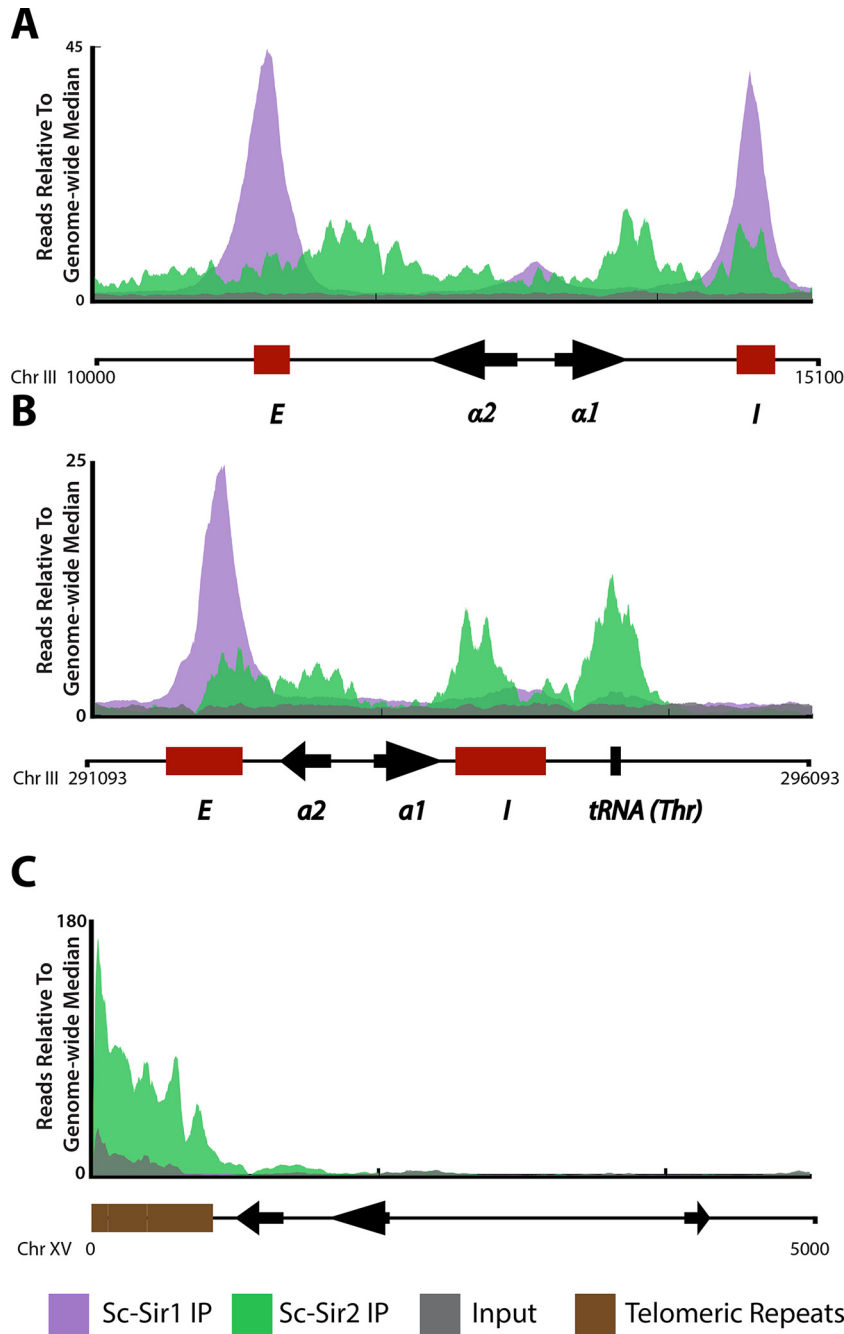 A
45
Reads Relative To
Genome-wide Median
0
Chr III 10000 15100
E α2 α1 I
B
25
Reads Relative To
Genome-wide Median
0
Chr III 291093 296093
E a2 a1 I tRNA (Thr)
C
180
Reads Relative To
Genome-wide Median
0
Chr XV 0 5000
Sc-Sir1 IP Sc-Sir2 IP Input Telomeric Repeats